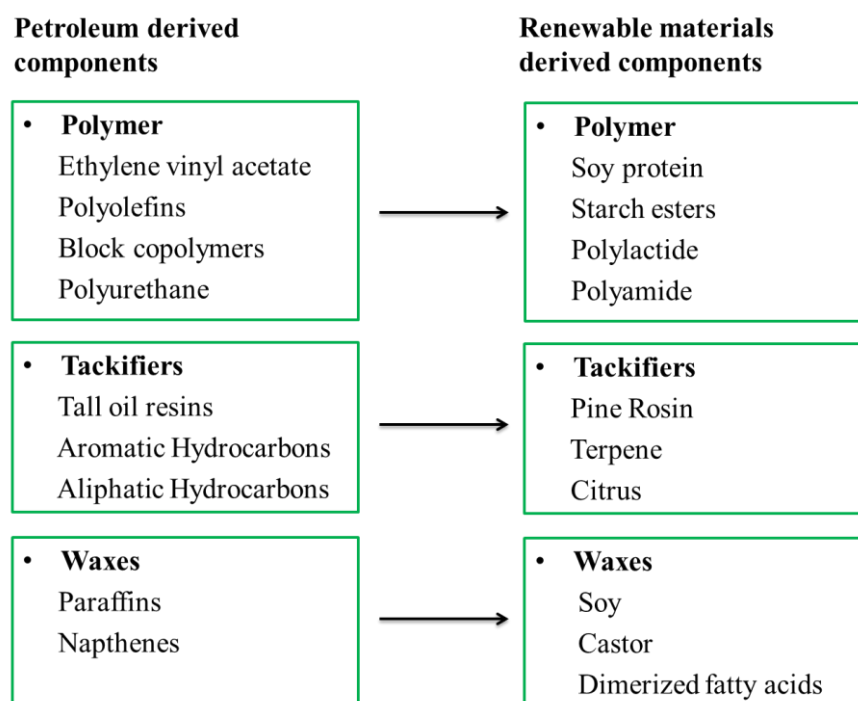 Petroleum derived
components
Renewable materials
derived components
• Polymer
Ethylene vinyl acetate
Polyolefins
Block copolymers
Polyurethane
• Polymer
Soy protein
Starch esters
Polylactide
Polyamide
• Tackifiers
Tall oil resins
Aromatic Hydrocarbons
Aliphatic Hydrocarbons
• Tackifiers
Pine Rosin
Terpene
Citrus
• Waxes
Paraffins
Napthenes
• Waxes
Soy
Castor
Dimerized fatty acids